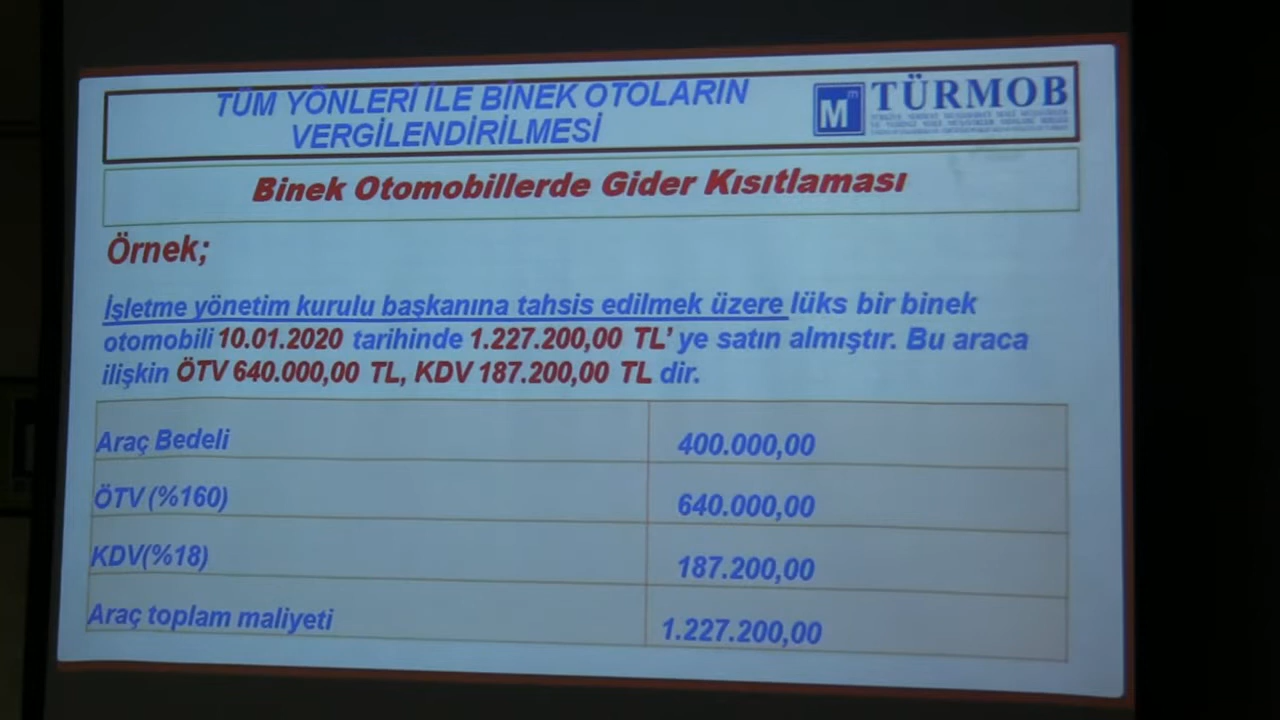 TÜM YÖNLERİ İLE BİNEK OTOLARIN
VERGİLENDİRİLMESİ
M
TÜRMOB
Binek Otomobillerde Gider Kısıtlaması
Örnek;
İşletme yönetim kurulu başkanına tahsis edilmek üzere lüks bir binek
otomobili 10.01.2020 tarihinde 1.227.200,00 TL' ye satın almıştır. Bu araca
ilişkin ÖTV 640.000,00 TL, KDV 187.200,00 TL dir.
Araç Bedeli 400.000,00
ÖTV (%160) 640.000,00
KDV(%18) 187.200,00
Araç toplam maliyeti 1.227.200,00